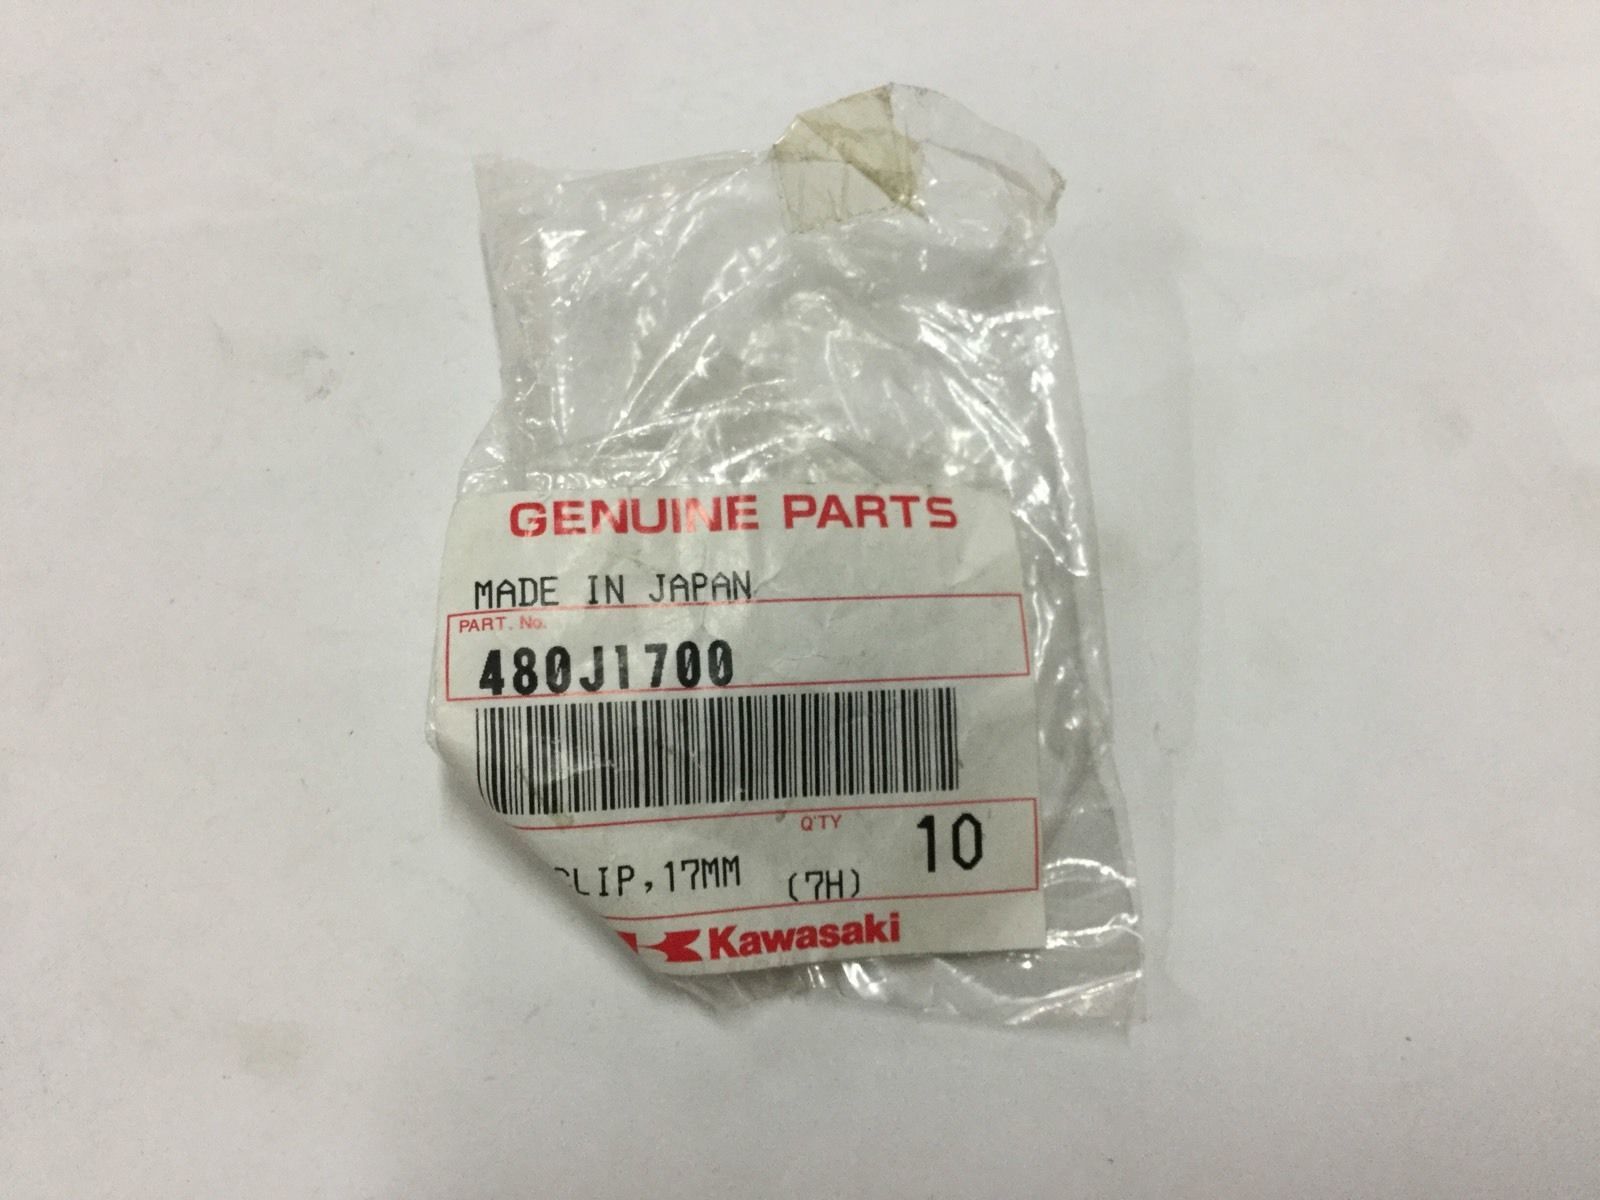 GENUINE PARTS
MADE IN JAPAN
PART. No.
480J1700
Q'TY
10
CLIP,17MM (7H)
Kawasaki